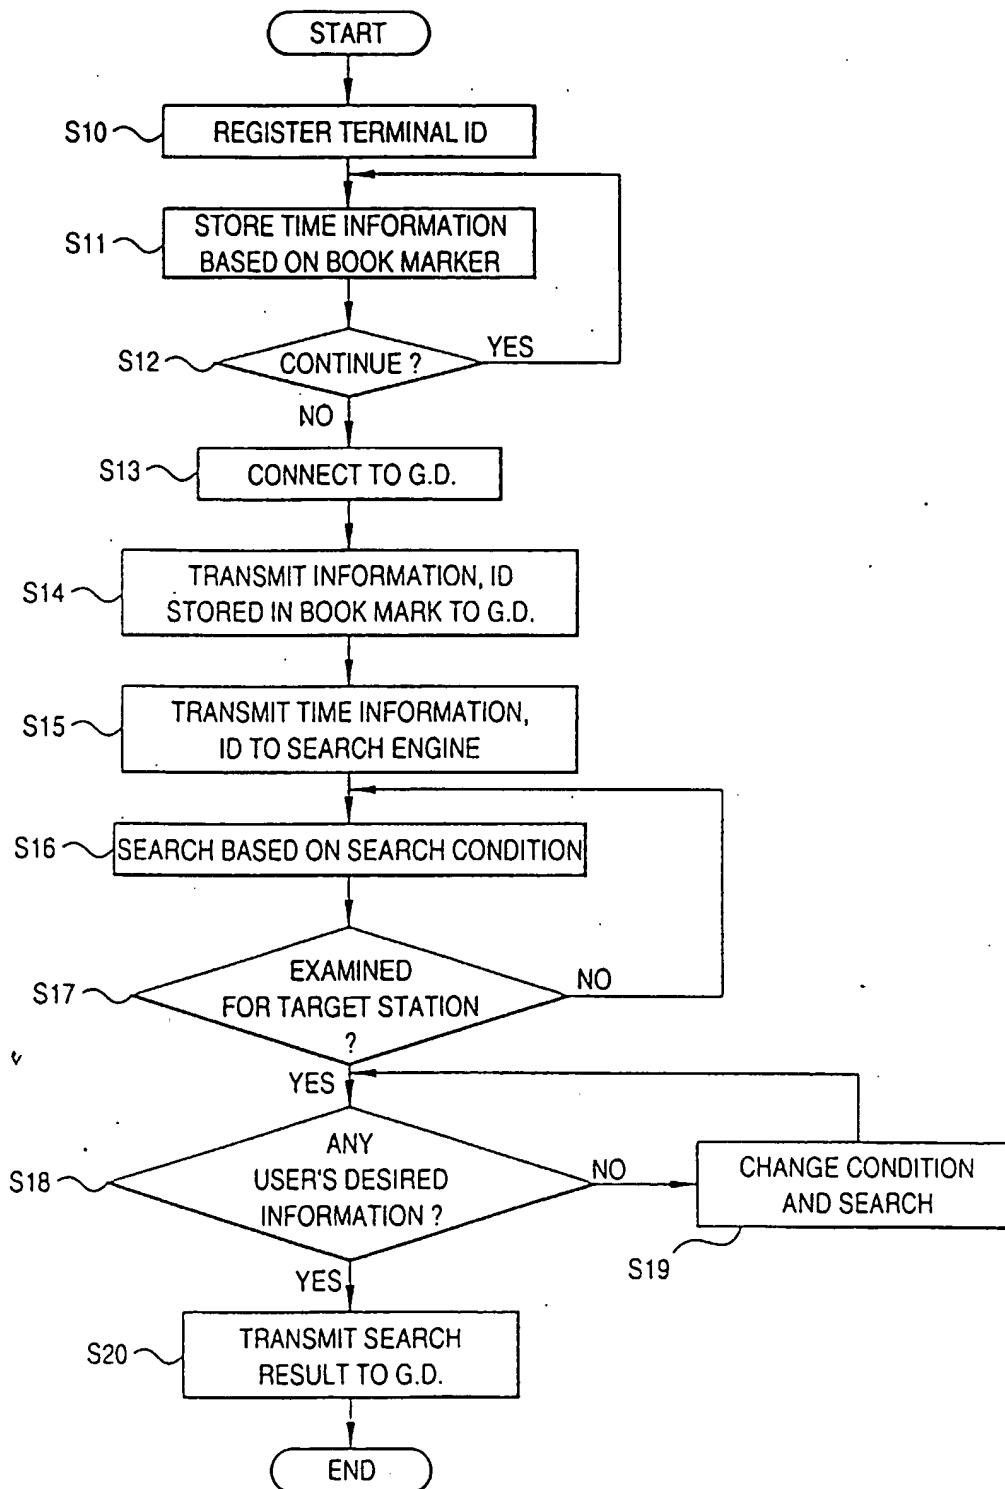 START
S10
REGISTER TERMINAL ID
S11
STORE TIME INFORMATION
BASED ON BOOK MARKER
S12
CONTINUE ?
YES
NO
S13
CONNECT TO G.D.
S14
TRANSMIT INFORMATION, ID
STORED IN BOOK MARK TO G.D.
S15
TRANSMIT TIME INFORMATION,
ID TO SEARCH ENGINE
S16
SEARCH BASED ON SEARCH CONDITION
S17
EXAMINED
FOR TARGET STATION
?
NO
YES
S18
ANY
USER'S DESIRED
INFORMATION ?
NO
CHANGE CONDITION
AND SEARCH
S19
YES
S20
TRANSMIT SEARCH
RESULT TO G.D.
END